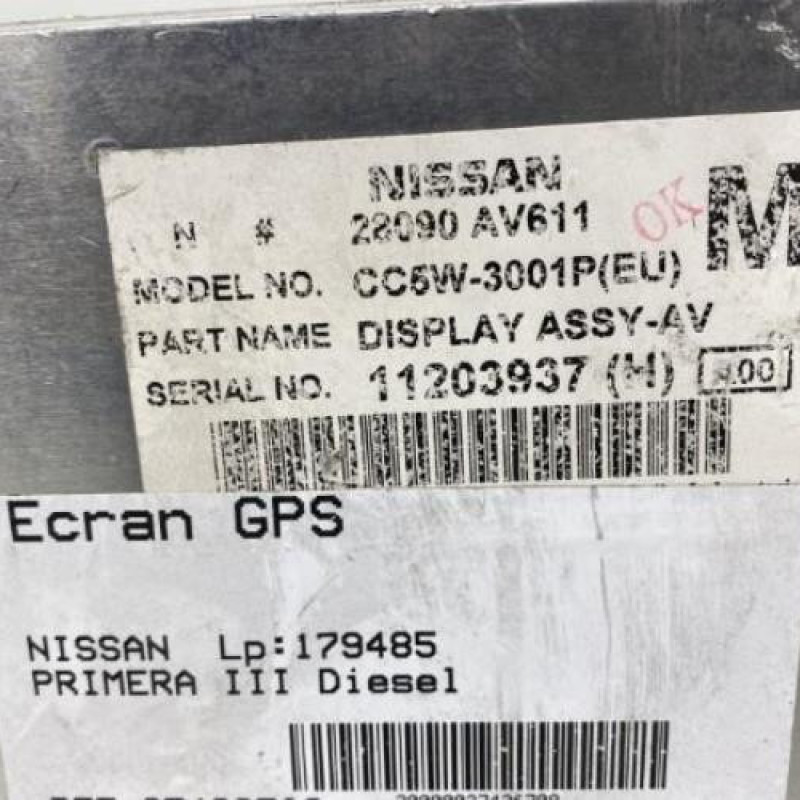 NISSAN
N # 28090 AV611
OK
M
MODEL NO. CC5W-3001P(EU)
PART NAME DISPLAY ASSY-AV
SERIAL NO. 11203937 (H)
Ecran GPS
NISSAN Lp:179485
PRIMERA III Diesel